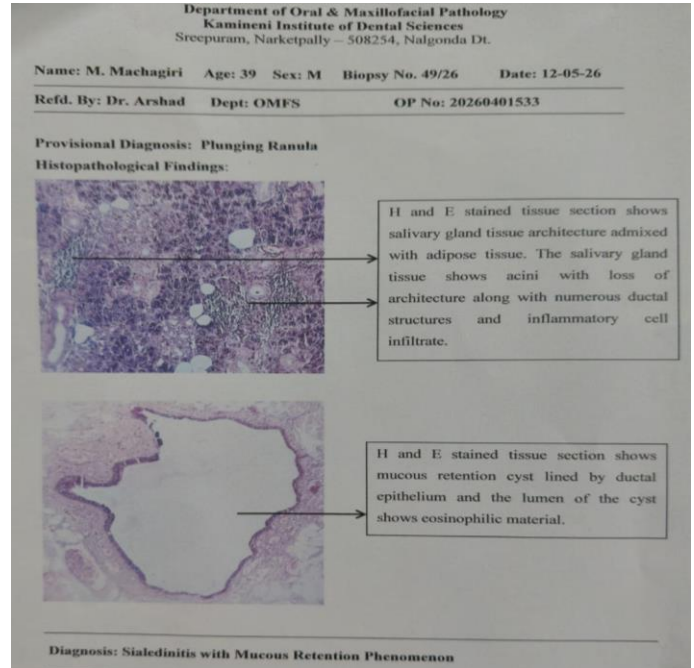 Department of Oral & Maxillofacial Pathology
Kamineni Institute of Dental Sciences
Sreepuram, Narketpally – 508254, Nalgonda Dt.
Name: M. Machagiri Age: 39 Sex: M Biopsy No. 49/26 Date: 12-05-26
Refd. By: Dr. Arshad Dept: OMFS OP No: 20260401533
Provisional Diagnosis: Plunging Ranula
Histopathological Findings:
H and E stained tissue section shows
salivary gland tissue architecture admixed
with adipose tissue. The salivary gland
tissue shows acini with loss of
architecture along with numerous ductal
structures and inflammatory cell
infiltrate.
H and E stained tissue section shows
mucous retention cyst lined by ductal
epithelium and the lumen of the cyst
shows eosinophilic material.
Diagnosis: Sialedinitis with Mucous Retention Phenomenon